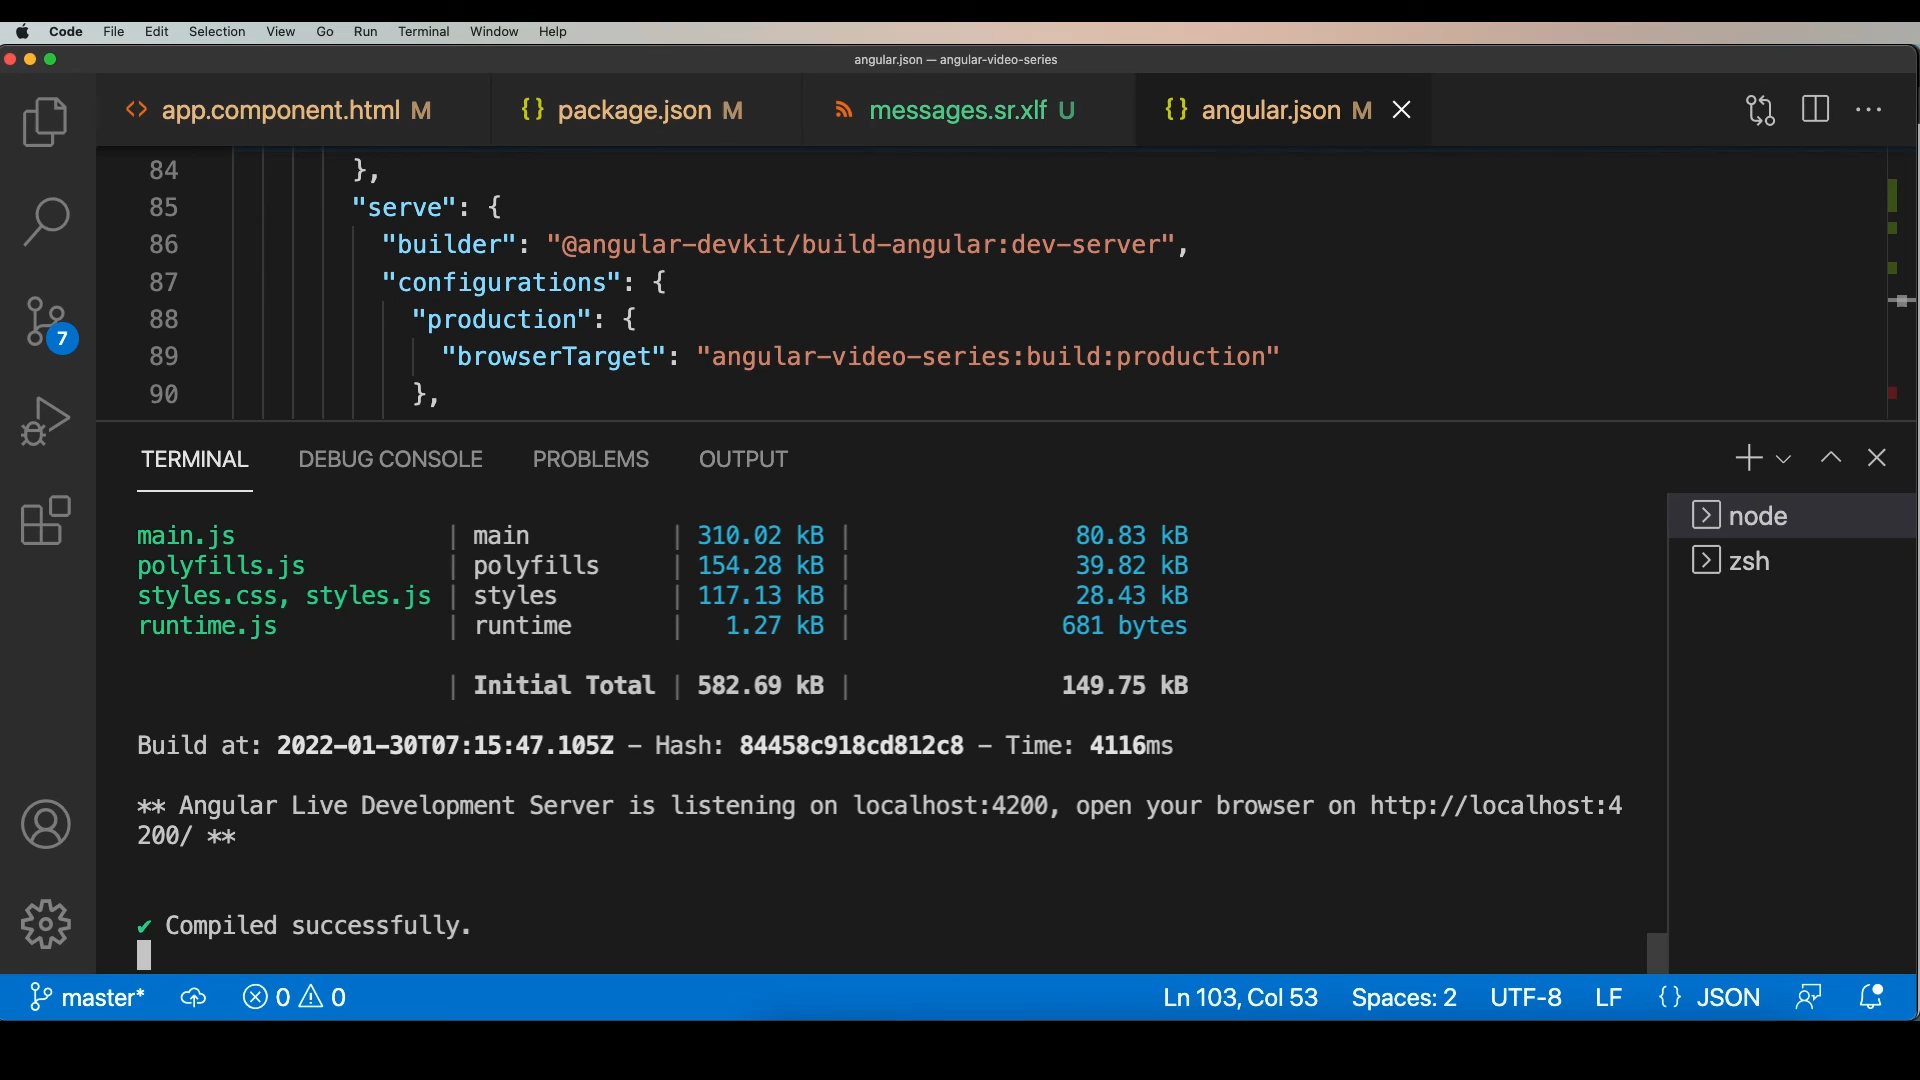 Code File Edit Selection View Go Run Terminal Window Help
angular.json — angular-video-series
app.component.html M package.json M messages.sr.xlf U angular.json M
84 },
85 "serve": {
86 "builder": "@angular-devkit/build-angular:dev-server",
87 "configurations": {
88 "production": {
89 "browserTarget": "angular-video-series:build:production"
90 },
7
TERMINAL DEBUG CONSOLE PROBLEMS OUTPUT
main.js | main | 310.02 kB | 80.83 kB
polyfills.js | polyfills | 154.28 kB | 39.82 kB
styles.css, styles.js | styles | 117.13 kB | 28.43 kB
runtime.js | runtime | 1.27 kB | 681 bytes
| Initial Total | 582.69 kB | 149.75 kB
Build at: 2022-01-30T07:15:47.105Z - Hash: 84458c918cd812c8 - Time: 4116ms
** Angular Live Development Server is listening on localhost:4200, open your browser on http://localhost:4
200/ **
✔ Compiled successfully.
node
zsh
master* 0 0 Ln 103, Col 53 Spaces: 2 UTF-8 LF {} JSON